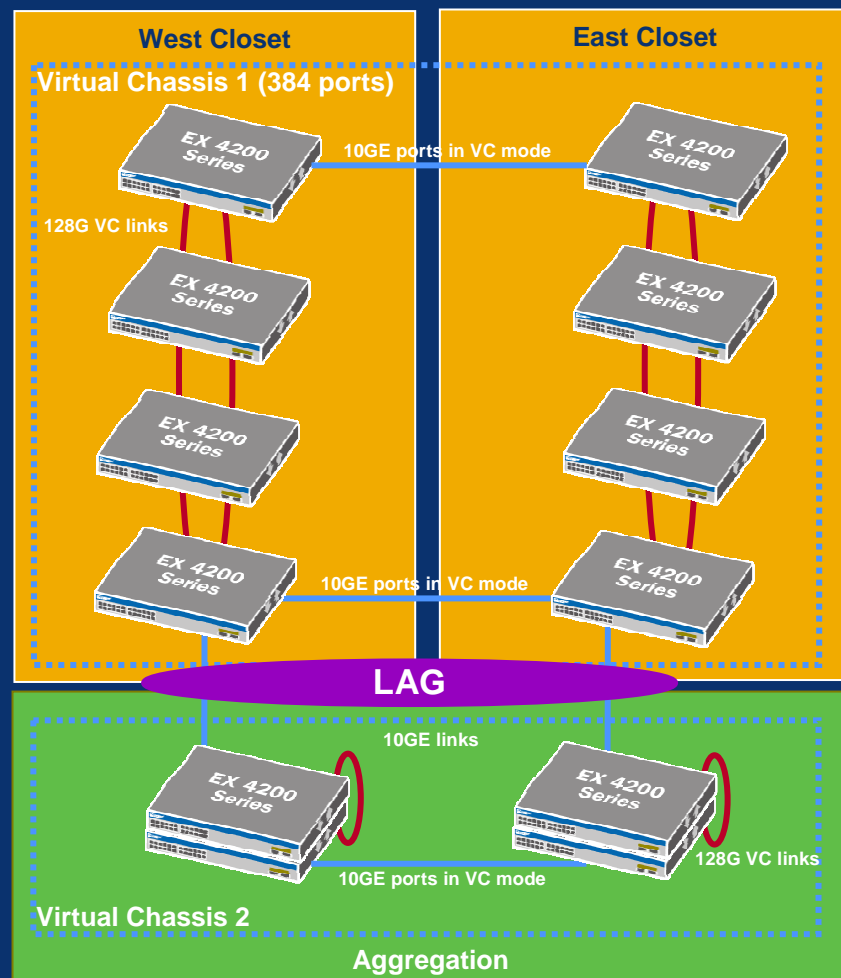 West Closet
East Closet
Virtual Chassis 1 (384 ports)
EX 4200
Series
10GE ports in VC mode
EX 4200
Series
128G VC links
EX 4200
Series
EX 4200
Series
EX 4200
Series
EX 4200
Series
EX 4200
Series
10GE ports in VC mode
EX 4200
Series
LAG
10GE links
EX 4200
Series
EX 4200
Series
128G VC links
10GE ports in VC mode
Virtual Chassis 2
Aggregation